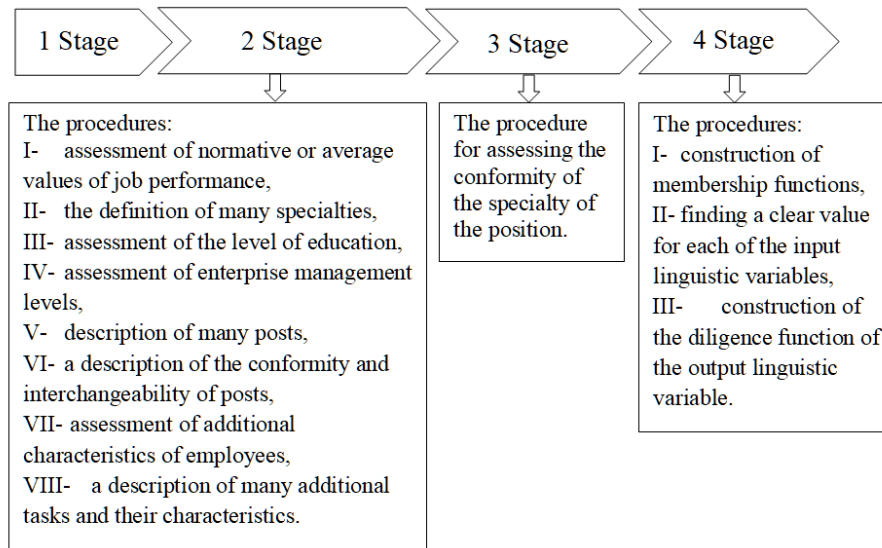 1 Stage
2 Stage
3 Stage
4 Stage
The procedures:
I- assessment of normative or average
values of job performance,
II- the definition of many specialties,
III- assessment of the level of education,
IV- assessment of enterprise management
levels,
V- description of many posts,
VI- a description of the conformity and
interchangeability of posts,
VII- assessment of additional
characteristics of employees,
VIII- a description of many additional
tasks and their characteristics.
The procedure
for assessing the
conformity of
the specialty of
the position.
The procedures:
I- construction of
membership functions,
II- finding a clear value
for each of the input
linguistic variables,
III- construction of
the diligence function of
the output linguistic
variable.